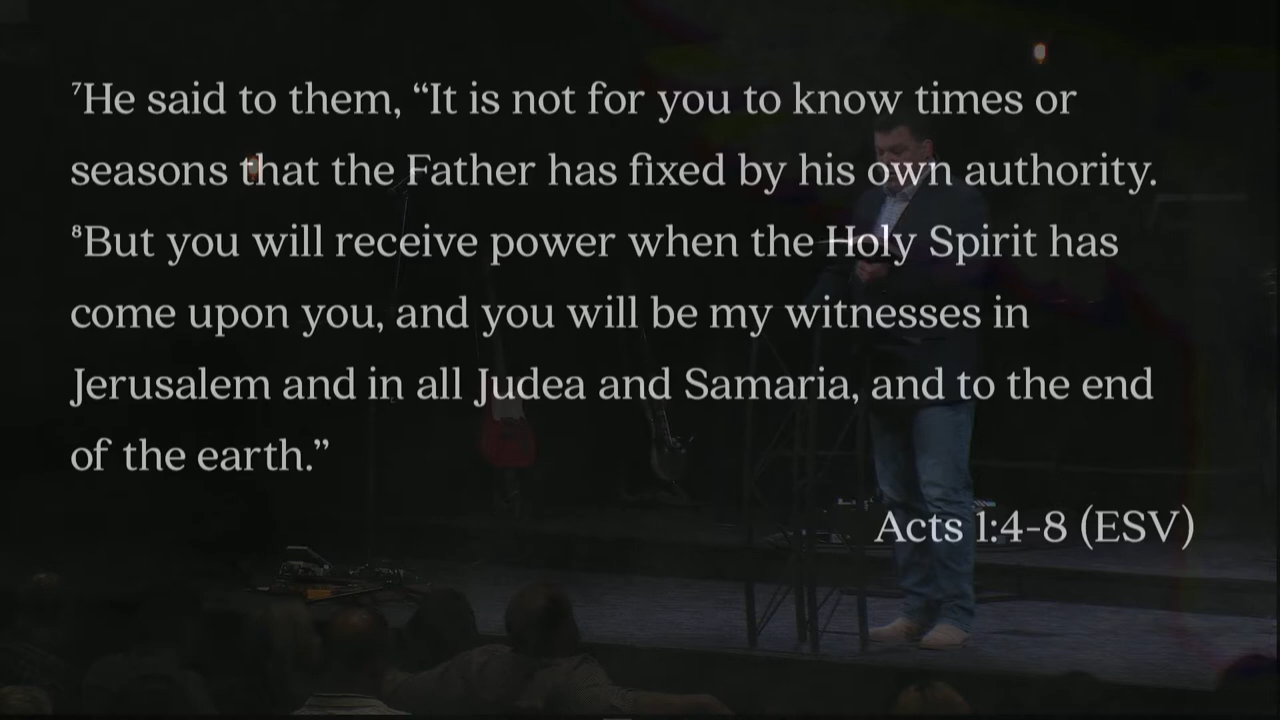 ⁷He said to them, “It is not for you to know times or
seasons that the Father has fixed by his own authority.
⁸But you will receive power when the Holy Spirit has
come upon you, and you will be my witnesses in
Jerusalem and in all Judea and Samaria, and to the end
of the earth.”
Acts 1:4-8 (ESV)